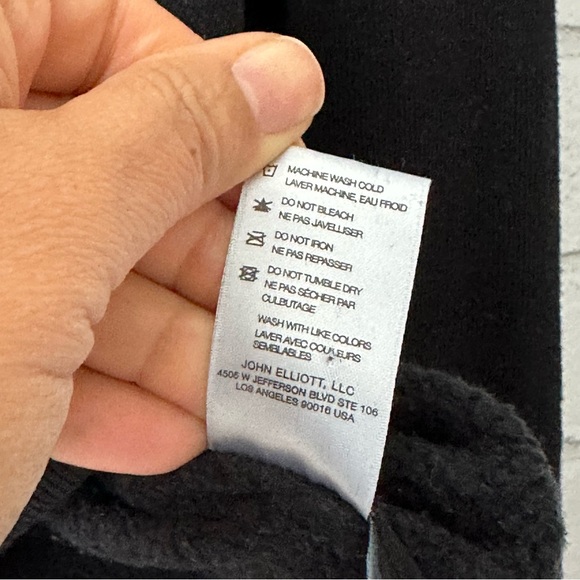 MACHINE WASH COLD
LAVER MACHINE, EAU FROID
DO NOT BLEACH
NE PAS JAVELLISER
DO NOT IRON
NE PAS REPASSER
DO NOT TUMBLE DRY
NE PAS SÉCHER PAR
CULBUTAGE
WASH WITH LIKE COLORS
LAVER AVEC COULEURS
SEMBLABLES
JOHN ELLIOTT, LLC
4505 W JEFFERSON BLVD STE 106
LOS ANGELES 90016 USA